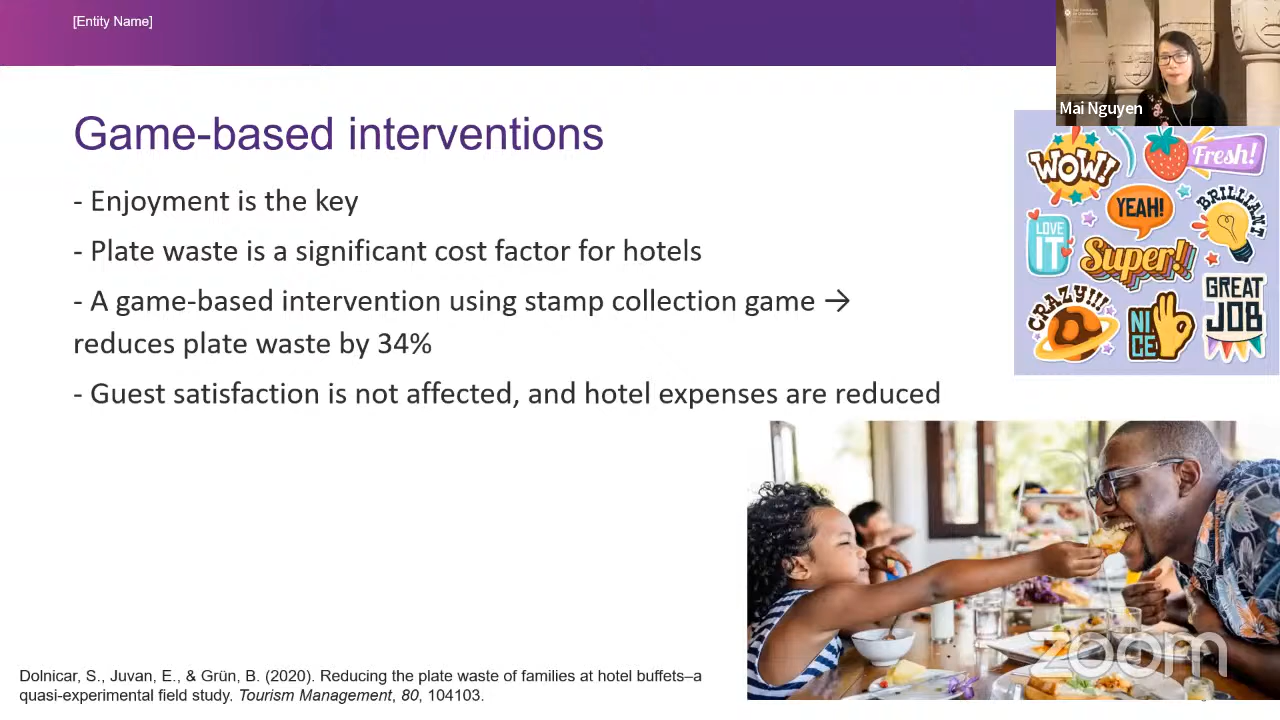 [Entity Name]
Mai Nguyen
Game-based interventions
- Enjoyment is the key
- Plate waste is a significant cost factor for hotels
- A game-based intervention using stamp collection game →
reduces plate waste by 34%
- Guest satisfaction is not affected, and hotel expenses are reduced
WOW!
Fresh!
YEAH!
BRILLIANT
LOVE
IT
Super!
CRAZY!!!
NI
CE
GREAT
JOB
zoom
Dolnicar, S., Juvan, E., & Grün, B. (2020). Reducing the plate waste of families at hotel buffets–a
quasi-experimental field study. Tourism Management, 80, 104103.